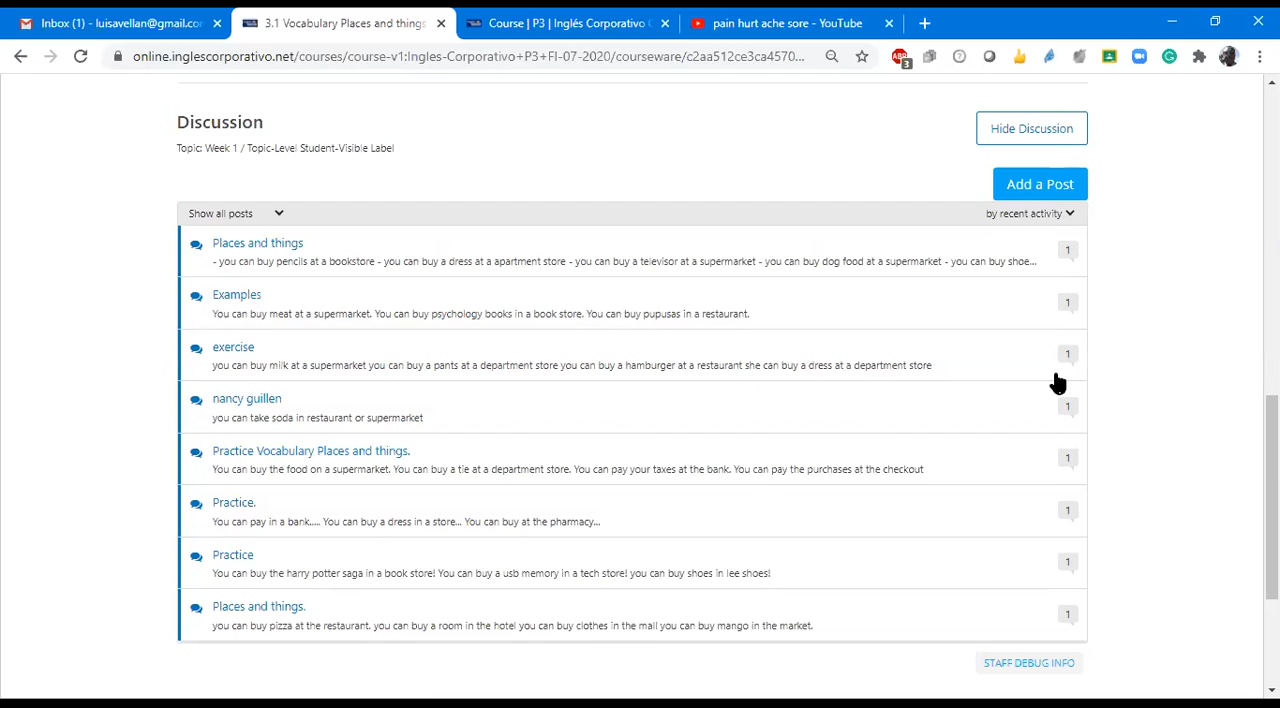 Inbox (1) - luisavellan@gmail.cor
3.1 Vocabulary Places and things
Course | P3 | Inglés Corporativo C
pain hurt ache sore - YouTube
online.inglescorporativo.net/courses/course-v1:Ingles-Corporativo+P3+FI-07-2020/courseware/c2aa512ce3ca4570...
ABP
3
Discussion
Hide Discussion
Topic: Week 1 / Topic-Level Student-Visible Label
Add a Post
Show all posts
by recent activity
Places and things
1
- you can buy pencils at a bookstore - you can buy a dress at a apartment store - you can buy a televisor at a supermarket - you can buy dog food at a supermarket - you can buy shoe...
Examples
1
You can buy meat at a supermarket. You can buy psychology books in a book store. You can buy pupusas in a restaurant.
exercise
1
you can buy milk at a supermarket you can buy a pants at a department store you can buy a hamburger at a restaurant she can buy a dress at a department store
nancy guillen
1
you can take soda in restaurant or supermarket
Practice Vocabulary Places and things.
1
You can buy the food on a supermarket. You can buy a tie at a department store. You can pay your taxes at the bank. You can pay the purchases at the checkout
Practice.
1
You can pay in a bank..... You can buy a dress in a store... You can buy at the pharmacy...
Practice
1
You can buy the harry potter saga in a book store! You can buy a usb memory in a tech store! you can buy shoes in lee shoes!
Places and things.
1
you can buy pizza at the restaurant. you can buy a room in the hotel you can buy clothes in the mall you can buy mango in the market.
STAFF DEBUG INFO